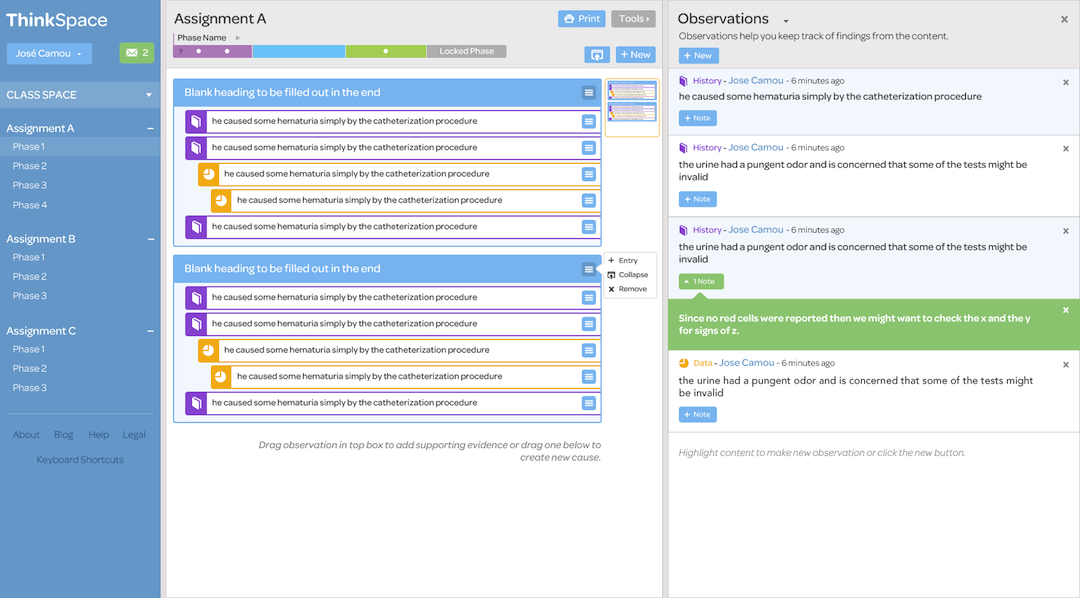 ThinkSpace
José Camou
2
CLASS SPACE
Assignment A
Phase 1
Phase 2
Phase 3
Phase 4
Assignment B
Phase 1
Phase 2
Phase 3
Assignment C
Phase 1
Phase 2
Phase 3
About Blog Help Legal
Keyboard Shortcuts
Assignment A
Print
Tools
Phase Name
?
Locked Phase
+ New
Blank heading to be filled out in the end
he caused some hematuria simply by the catheterization procedure
he caused some hematuria simply by the catheterization procedure
he caused some hematuria simply by the catheterization procedure
he caused some hematuria simply by the catheterization procedure
he caused some hematuria simply by the catheterization procedure
Blank heading to be filled out in the end
he caused some hematuria simply by the catheterization procedure
he caused some hematuria simply by the catheterization procedure
he caused some hematuria simply by the catheterization procedure
he caused some hematuria simply by the catheterization procedure
he caused some hematuria simply by the catheterization procedure
+ Entry
Collapse
x Remove
Drag observation in top box to add supporting evidence or drag one below to
create new cause.
Observations
x
Observations help you keep track of findings from the content.
+ New
History - Jose Camou - 6 minutes ago
x
he caused some hematuria simply by the catheterization procedure
+ Note
History - Jose Camou - 6 minutes ago
x
the urine had a pungent odor and is concerned that some of the tests might be
invalid
+ Note
History - Jose Camou - 6 minutes ago
x
the urine had a pungent odor and is concerned that some of the tests might be
invalid
1 Note
Since no red cells were reported then we might want to check the x and the y
for signs of z.
x
Data - Jose Camou - 6 minutes ago
x
the urine had a pungent odor and is concerned that some of the tests might
be invalid
+ Note
Highlight content to make new observation or click the new button.